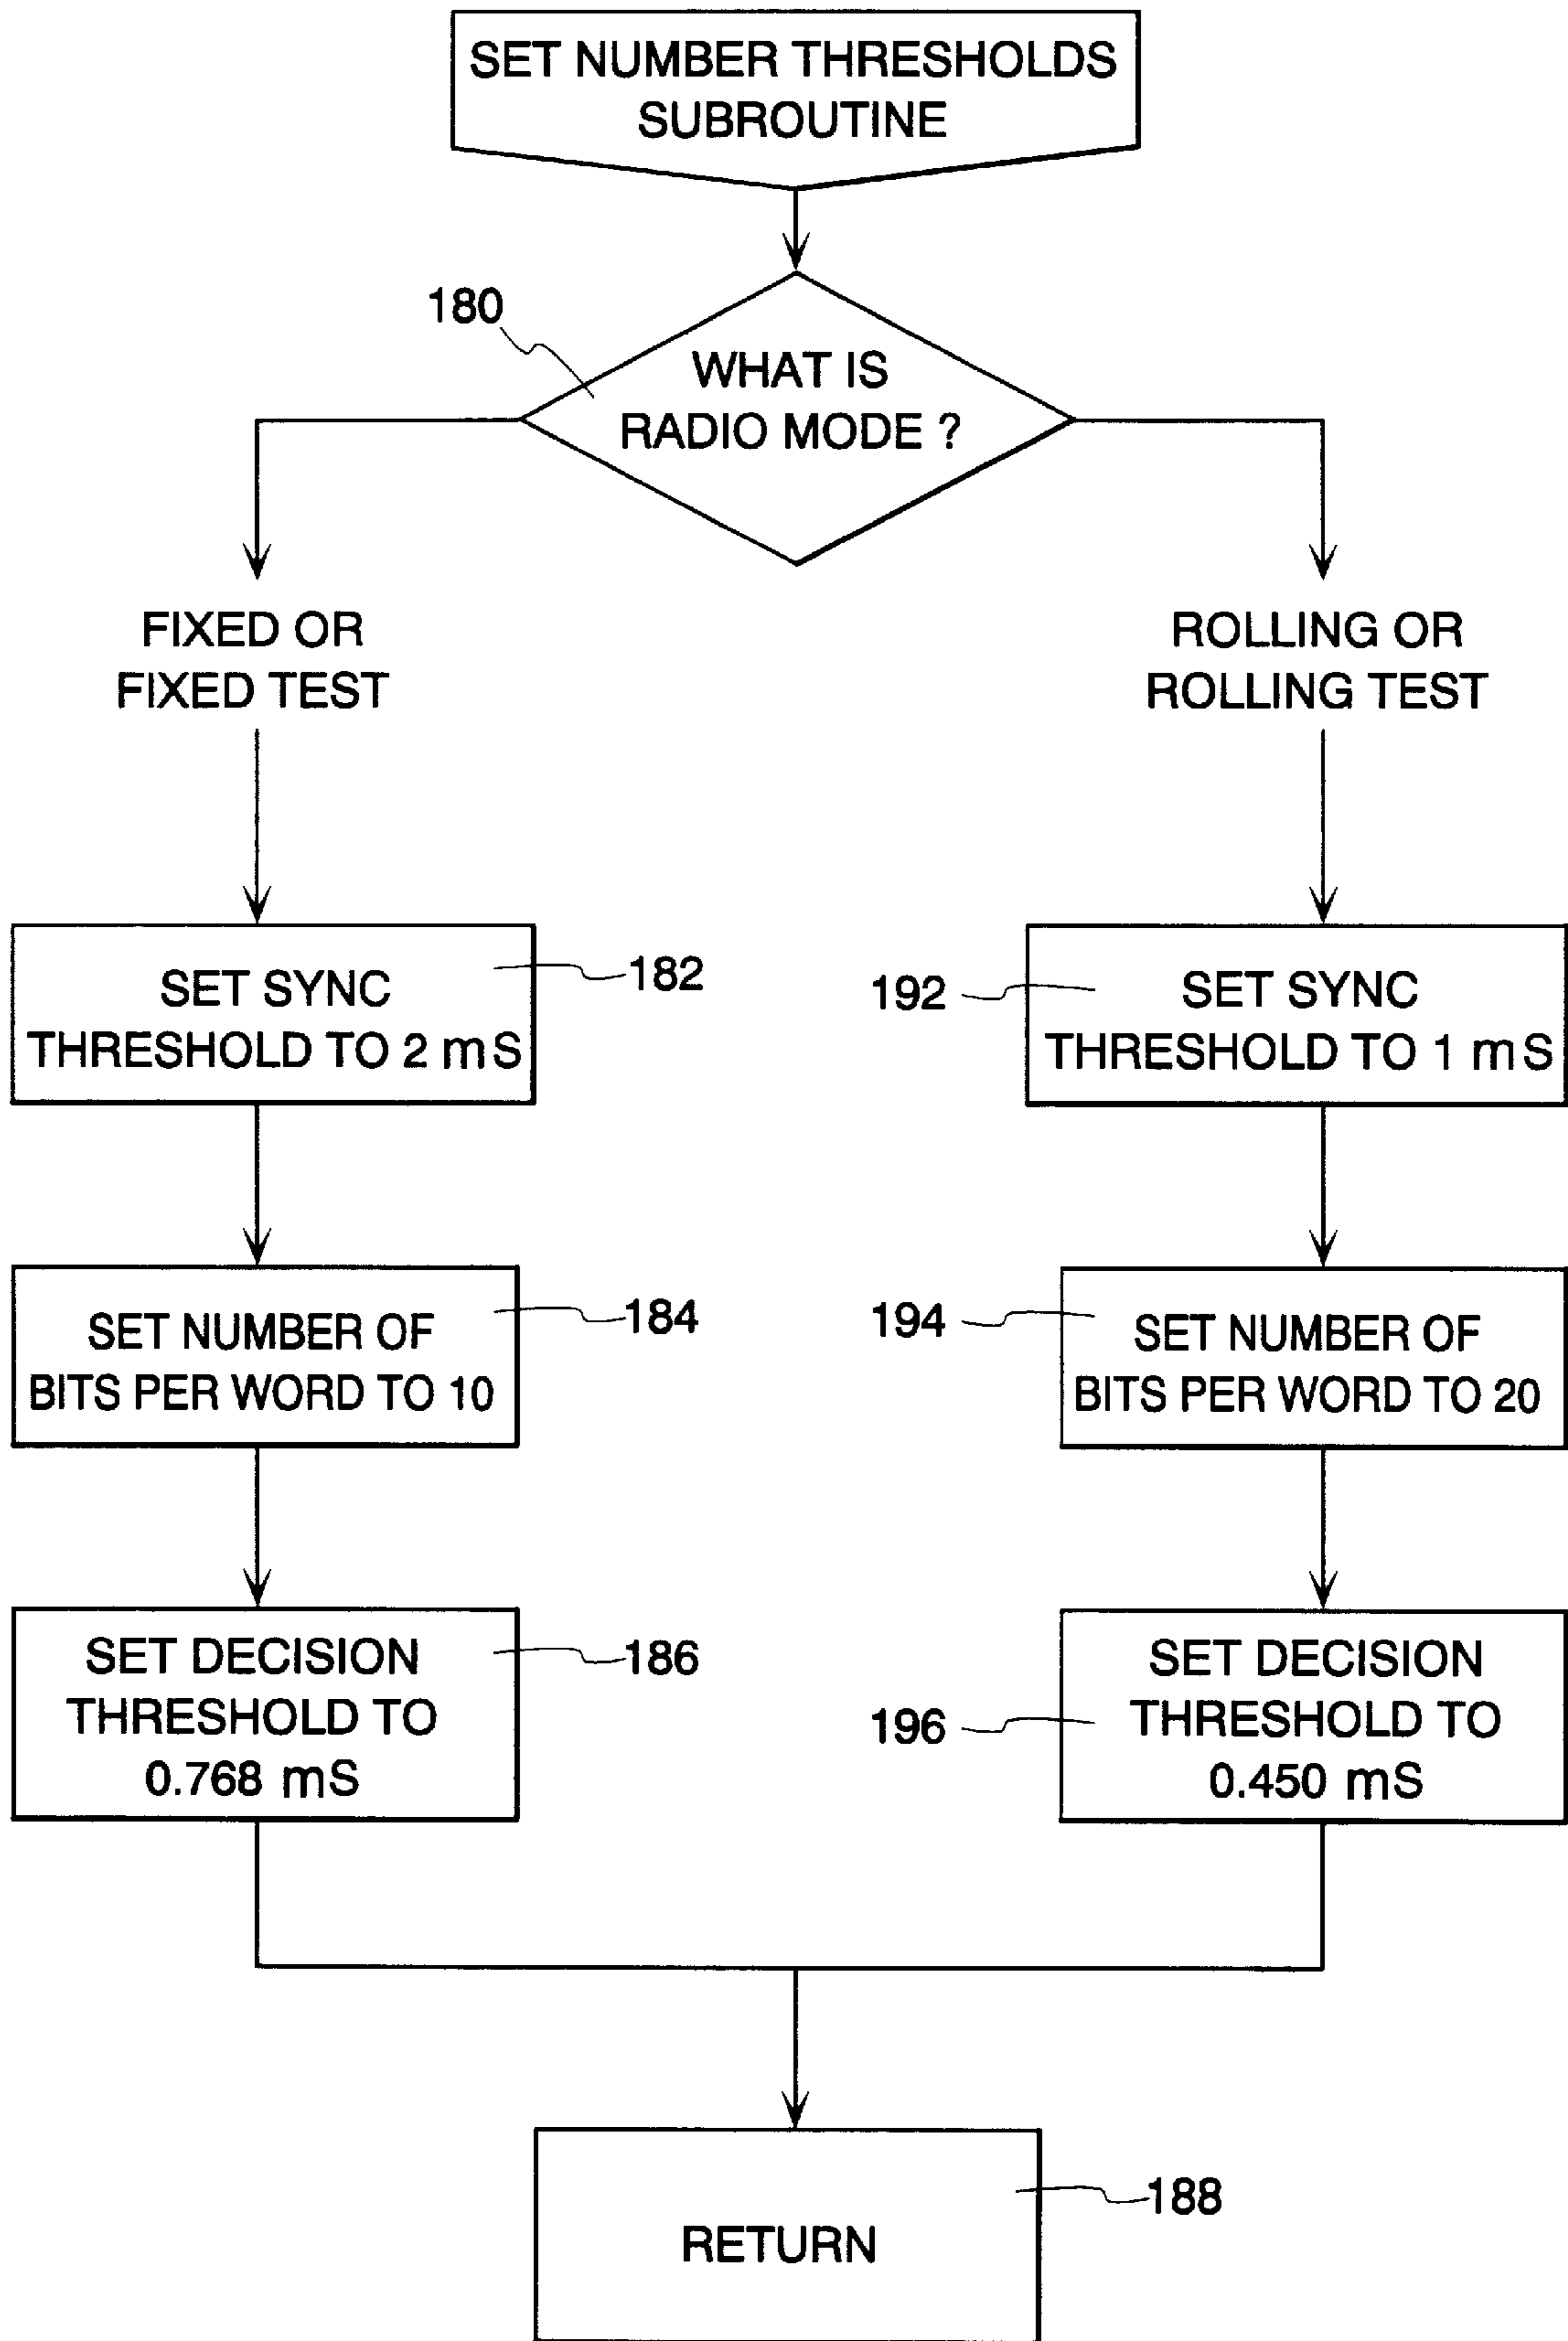 SET NUMBER THRESHOLDS
SUBROUTINE
180
WHAT IS
RADIO MODE ?
FIXED OR
FIXED TEST
ROLLING OR
ROLLING TEST
SET SYNC
THRESHOLD TO 2 mS
182
192
SET SYNC
THRESHOLD TO 1 mS
SET NUMBER OF
BITS PER WORD TO 10
184
194
SET NUMBER OF
BITS PER WORD TO 20
SET DECISION
THRESHOLD TO
0.768 mS
186
196
SET DECISION
THRESHOLD TO
0.450 mS
188
RETURN